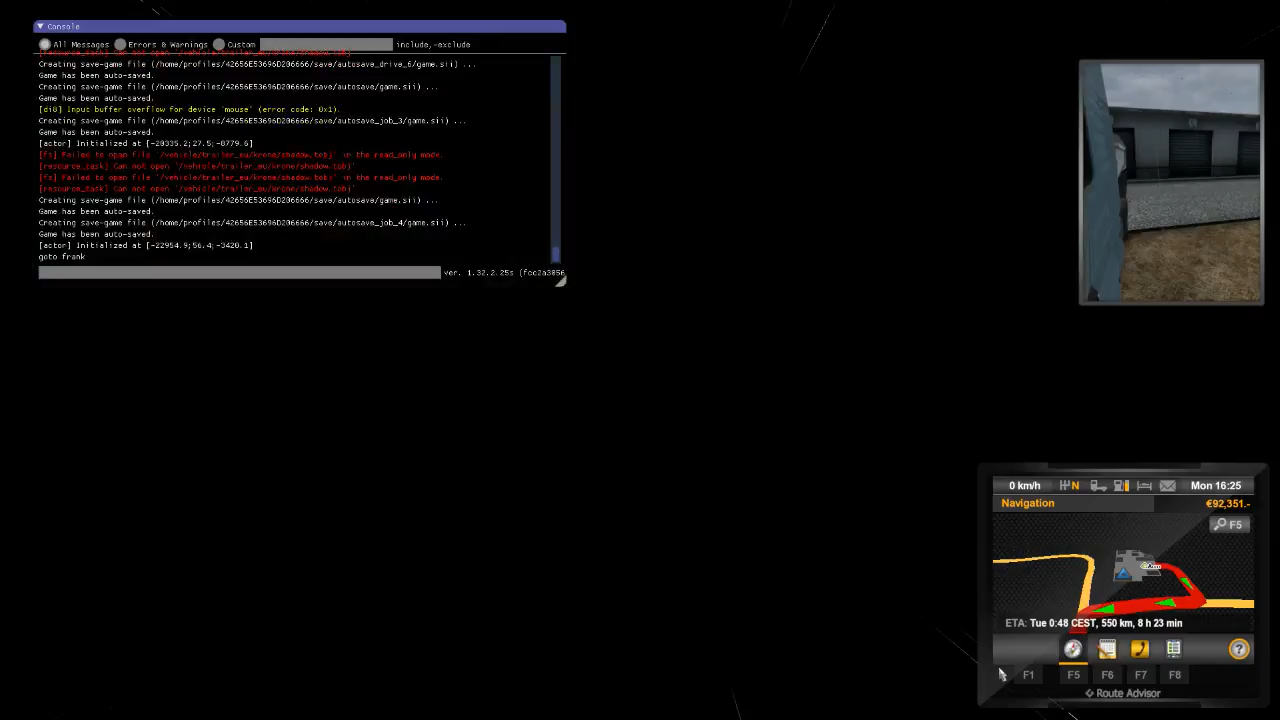 Console
All Messages Errors & Warnings Custom include,-exclude
[resource_task] Can not open '/vehicle/trailer_eu/krone/shadow.tobj'
Creating save-game file (/home/profiles/42656E53696D206666/save/autosave_drive_6/game.sii) ...
Game has been auto-saved.
Creating save-game file (/home/profiles/42656E53696D206666/save/autosave/game.sii) ...
Game has been auto-saved.
[di8] Input buffer overflow for device 'mouse' (error code: 0x1).
Creating save-game file (/home/profiles/42656E53696D206666/save/autosave_job_3/game.sii) ...
Game has been auto-saved.
[actor] Initialized at [-20335.2;27.5;-8779.6]
[fs] Failed to open file '/vehicle/trailer_eu/krone/shadow.tobj' in the read_only mode.
[resource_task] Can not open '/vehicle/trailer_eu/krone/shadow.tobj'
[fs] Failed to open file '/vehicle/trailer_eu/krone/shadow.tobj' in the read_only mode.
[resource_task] Can not open '/vehicle/trailer_eu/krone/shadow.tobj'
Creating save-game file (/home/profiles/42656E53696D206666/save/autosave/game.sii) ...
Game has been auto-saved.
Creating save-game file (/home/profiles/42656E53696D206666/save/autosave_job_4/game.sii) ...
Game has been auto-saved.
[actor] Initialized at [-22954.9;56.4;-3420.1]
goto frank
ver. 1.32.2.25s (fcc2a3856
0 km/h N Mon 16:25
Navigation €92,351.-
F5
ETA: Tue 0:48 CEST, 550 km, 8 h 23 min
?
F1 F5 F6 F7 F8
Route Advisor